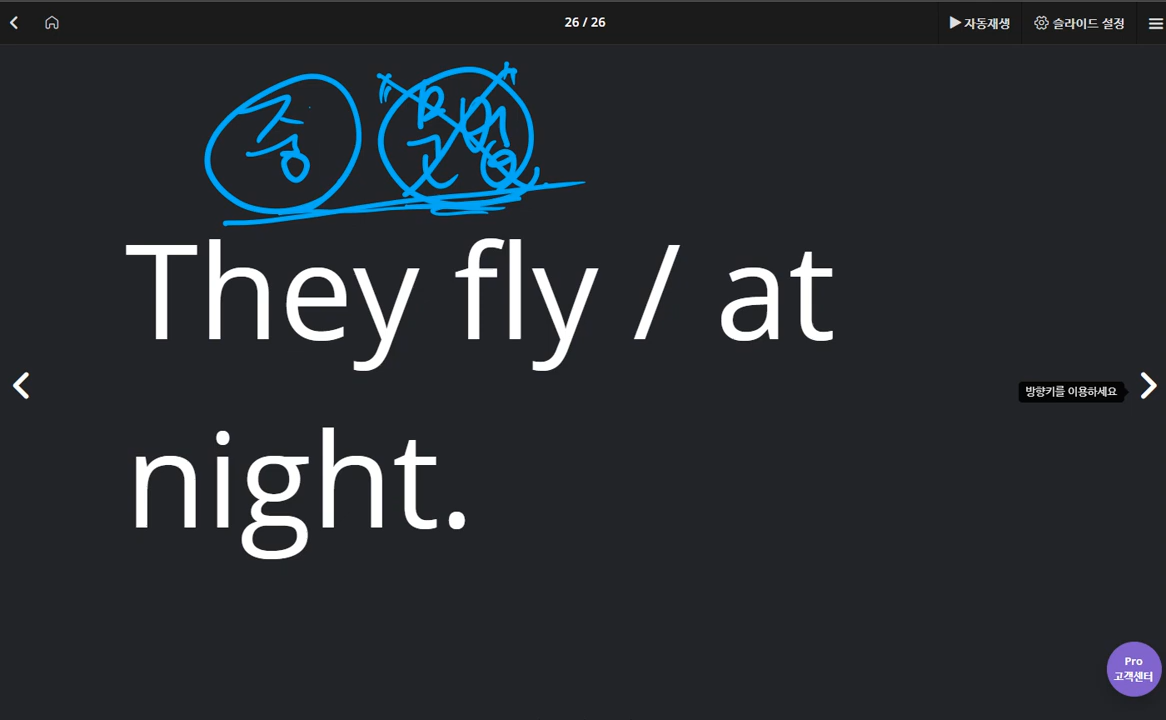 26 / 26
▶ 자동재생
슬라이드 설정
They fly / at
night.
방향키를 이용하세요
Pro
고객센터